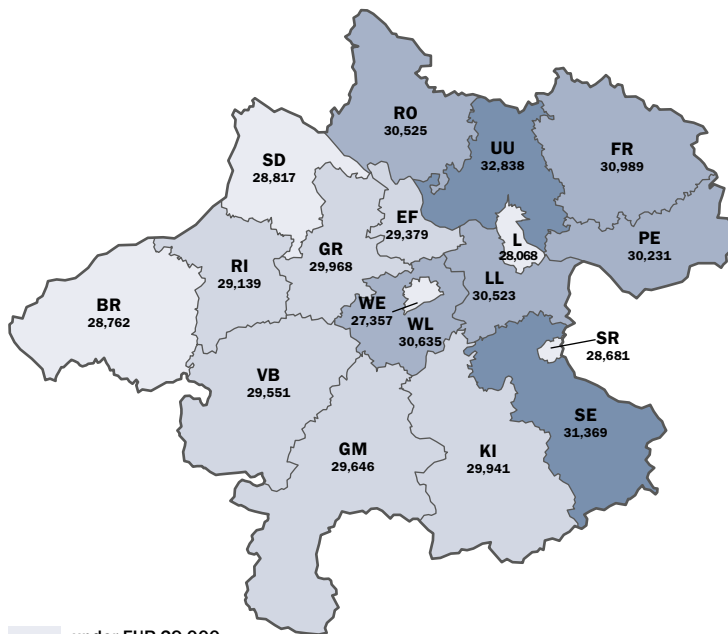 RO
30,525
UU
32,838
FR
30,989
SD
28,817
EF
29,379
L
28,068
PE
30,231
GR
29,968
RI
29,139
LL
30,523
BR
28,762
WE
27,357
WL
30,635
SR
28,681
VB
29,551
SE
31,369
GM
29,646
KI
29,941